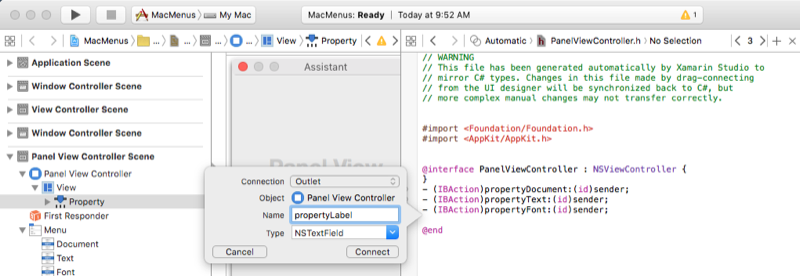 MacMenus
My Mac
MacMenus: Ready | Today at 9:52 AM
1
MacMenus
...
...
...
View
Property
Automatic
PanelViewController.h
No Selection
3
Application Scene
Window Controller Scene
View Controller Scene
Window Controller Scene
Panel View Controller Scene
Panel View Controller
View
Property
First Responder
Menu
Document
Text
Font
Assistant
Panel View
Connection Outlet
Object Panel View Controller
Name propertyLabel
Type NSTextField
Cancel Connect
// WARNING
// This file has been generated automatically by Xamarin Studio to
// mirror C# types. Changes in this file made by drag-connecting
// from the UI designer will be synchronized back to C#, but
// more complex manual changes may not transfer correctly.
#import <Foundation/Foundation.h>
#import <AppKit/AppKit.h>
@interface PanelViewController : NSViewController {
}
- (IBAction)propertyDocument:(id)sender;
- (IBAction)propertyText:(id)sender;
- (IBAction)propertyFont:(id)sender;
@end